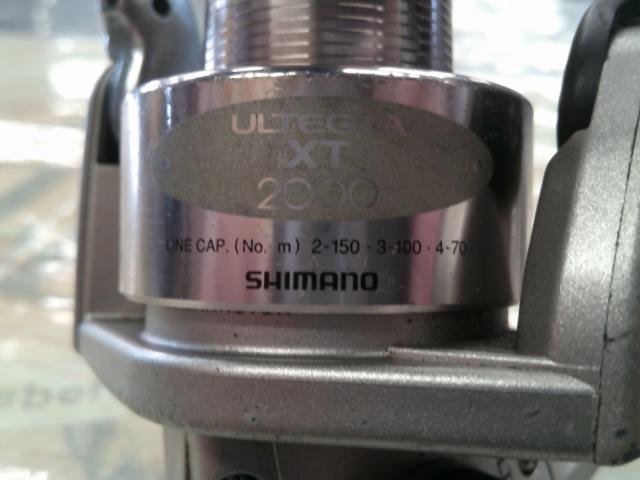 ULTEGRA
XT
2000
LINE CAP. (No. m) 2-150 · 3-100 · 4-70
SHIMANO